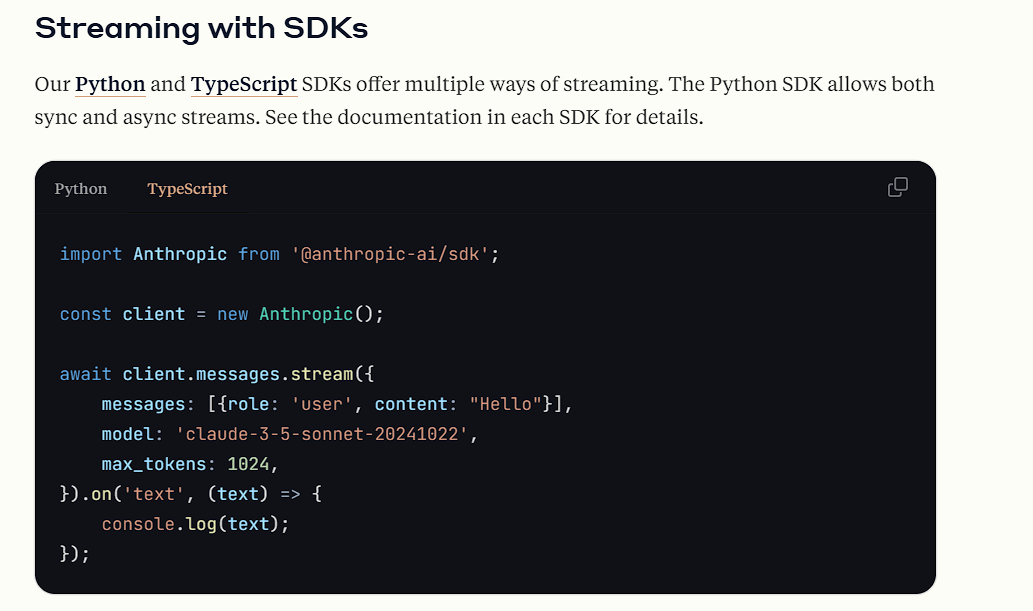 Streaming with SDKs
Our Python and TypeScript SDKs offer multiple ways of streaming. The Python SDK allows both
sync and async streams. See the documentation in each SDK for details.
Python TypeScript
import Anthropic from '@anthropic-ai/sdk';
const client = new Anthropic();
await client.messages.stream({
    messages: [{role: 'user', content: "Hello"}],
    model: 'claude-3-5-sonnet-20241022',
    max_tokens: 1024,
}).on('text', (text) => {
    console.log(text);
});